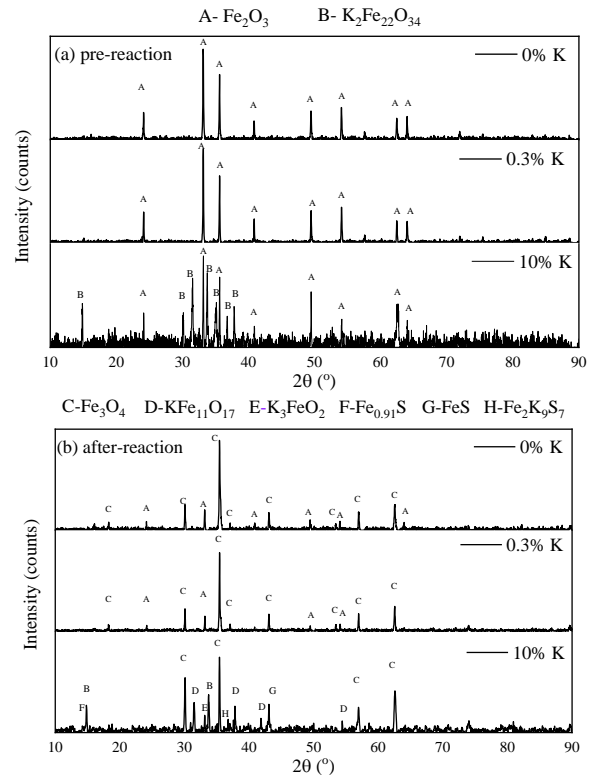 A- Fe₂O₃ B- K₂Fe₂₂O₃₄
(a) pre-reaction
0% K
A A A A A A A A
0.3% K
A A A A A A A A
10% K
B A B B A B B A B B A A A A A
Intensity (counts)
10 20 30 40 50 60 70 80 90
2θ (°)
C-Fe₃O₄ D-KFe₁₁O₁₇ E-K₃FeO₂ F-Fe₀.₉₁S G-FeS H-Fe₂K₉S₇
(b) after-reaction
0% K
C A C A C C A C A C A C C A
0.3% K
C A C A C C C A C A C C
10% K
F B C D E B C H D D G D C C
Intensity (counts)
10 20 30 40 50 60 70 80 90
2θ (°)